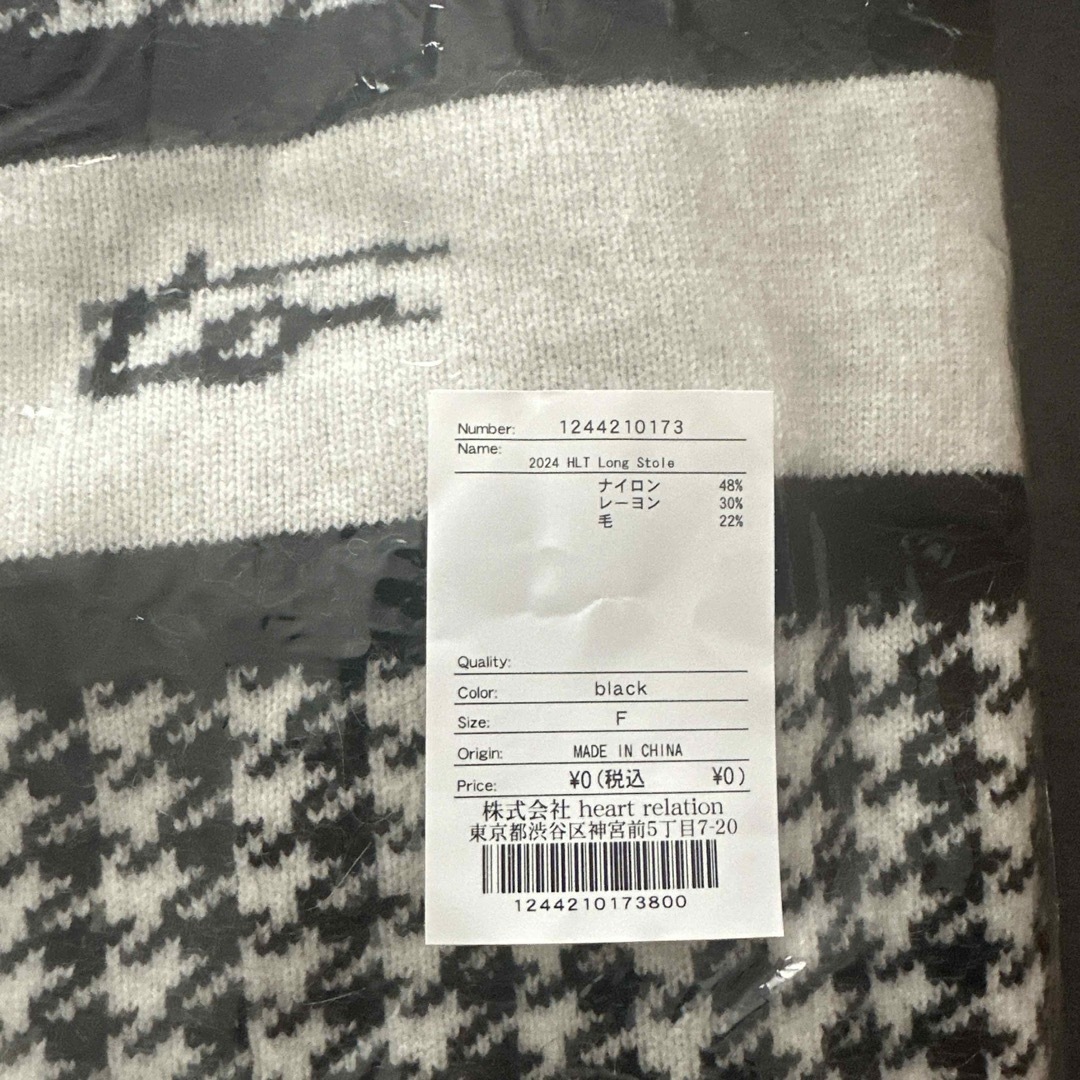 to
Number: 1244210173
Name:
2024 HLT Long Stole
ナイロン 48%
レーヨン 30%
毛 22%
Quality:
Color: black
Size: F
Origin: MADE IN CHINA
Price: ¥0(税込 ¥0)
株式会社 heart relation
東京都渋谷区神宮前5丁目7-20
1244210173800